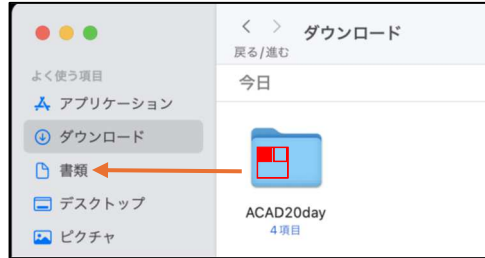 ダウンロード
戻る/進む
よく使う項目
アプリケーション
ダウンロード
書類
デスクトップ
ピクチャ
今日
ACAD20day
4項目